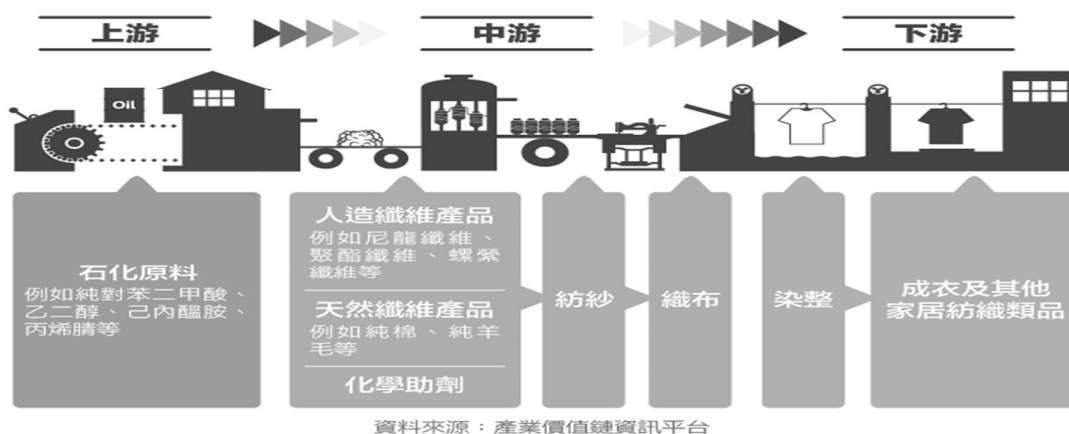 上游
中游
下游
Oil
石化原料
例如純對苯二甲酸、
乙二醇、己內醯胺、
丙烯腈等
人造纖維產品
例如尼龍纖維、
聚酯纖維、螺縈
纖維等
天然纖維產品
例如純棉、純羊
毛等
化學助劑
紡紗
織布
染整
成衣及其他
家居紡織類品
資料來源：產業價值鏈資訊平台